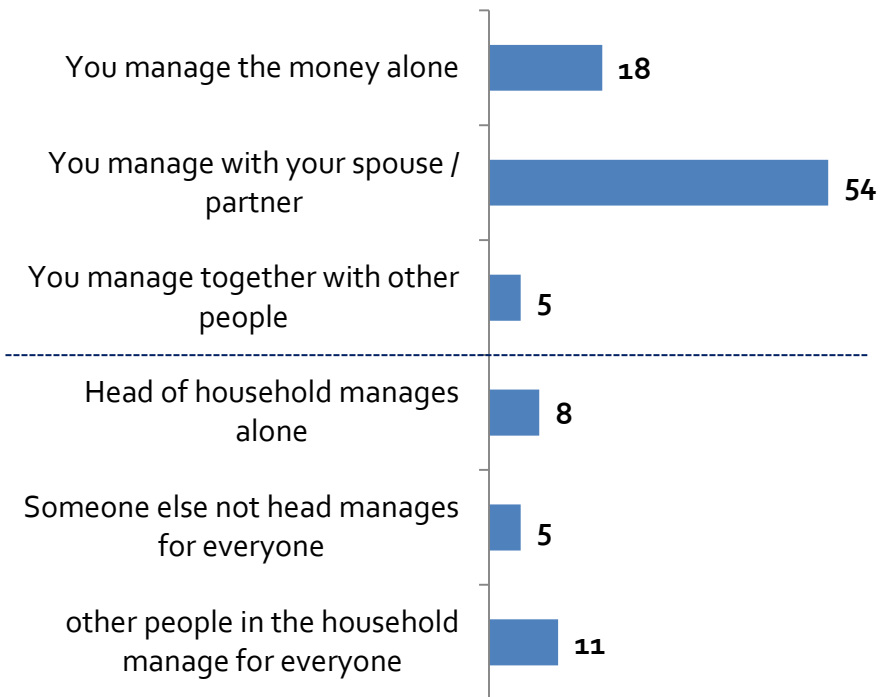 You manage the money alone
18
You manage with your spouse /
partner
54
You manage together with other
people
5
Head of household manages
alone
8
Someone else not head manages
for everyone
5
other people in the household
manage for everyone
11